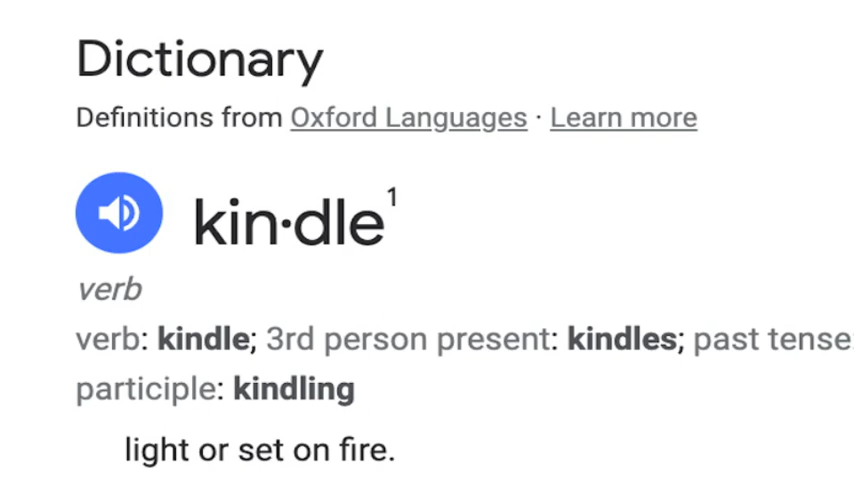 Dictionary
Definitions from Oxford Languages · Learn more
kin·dle¹
verb
verb: kindle; 3rd person present: kindles; past tense:
participle: kindling
light or set on fire.